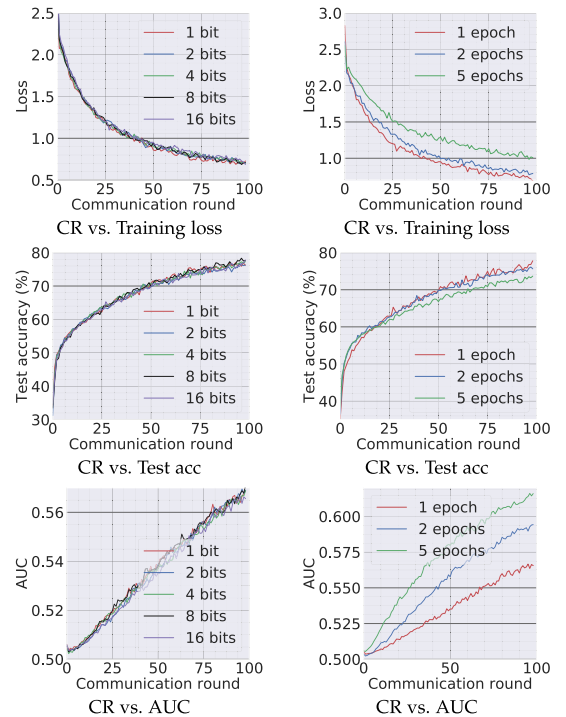 2.5
2.0
1.5
1.0
0.5
Loss
1 bit
2 bits
4 bits
8 bits
16 bits
0 25 50 75 100
Communication round
CR vs. Training loss
3.0
2.5
2.0
1.5
1.0
Loss
1 epoch
2 epochs
5 epochs
0 25 50 75 100
Communication round
CR vs. Training loss
80
70
60
50
40
30
Test accuracy (%)
1 bit
2 bits
4 bits
8 bits
16 bits
0 25 50 75 100
Communication round
CR vs. Test acc
80
70
60
50
40
Test accuracy (%)
1 epoch
2 epochs
5 epochs
0 25 50 75 100
Communication round
CR vs. Test acc
0.56
0.54
0.52
0.50
AUC
1 bit
2 bits
4 bits
8 bits
16 bits
0 25 50 75 100
Communication round
CR vs. AUC
0.600
0.575
0.550
0.525
0.500
AUC
1 epoch
2 epochs
5 epochs
0 50 100
Communication round
CR vs. AUC